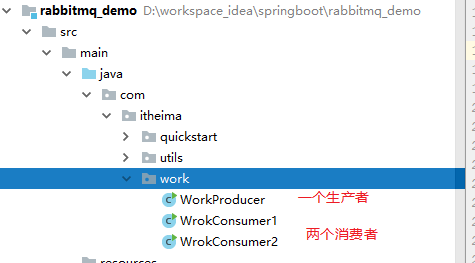 rabbitmq_demo D:\workspace_idea\springboot\rabbitmq_demo
src
main
java
com
itheima
quickstart
utils
work
WorkProducer 一个生产者
WrokConsumer1
WrokConsumer2 两个消费者
resources